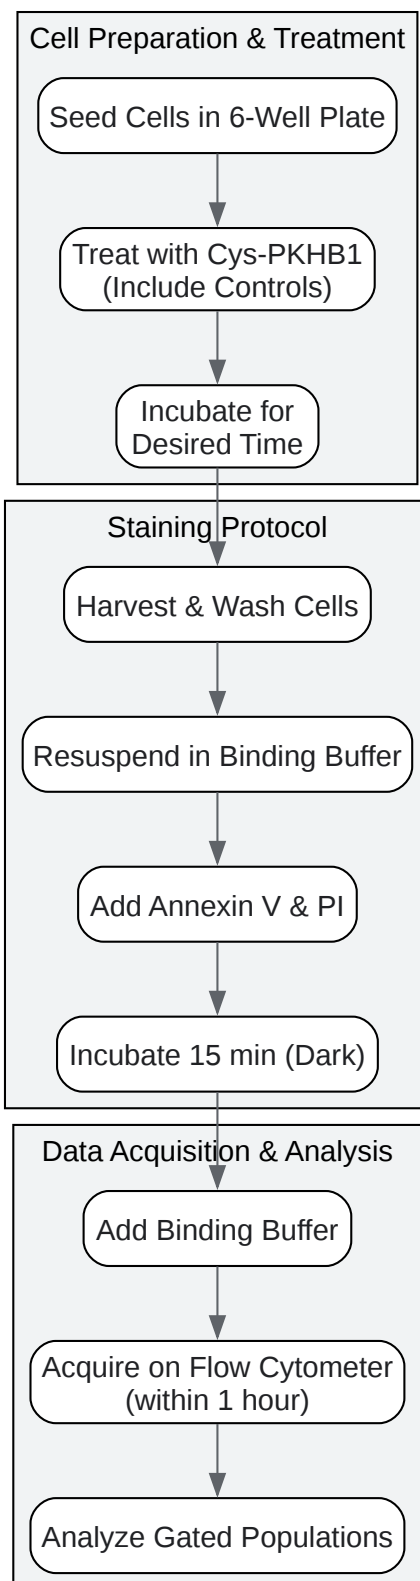 Cell Preparation & Treatment
Seed Cells in 6-Well Plate
Treat with Cys-PKHB1
(Include Controls)
Incubate for
Desired Time
Staining Protocol
Harvest & Wash Cells
Resuspend in Binding Buffer
Add Annexin V & PI
Incubate 15 min (Dark)
Data Acquisition & Analysis
Add Binding Buffer
Acquire on Flow Cytometer
(within 1 hour)
Analyze Gated Populations